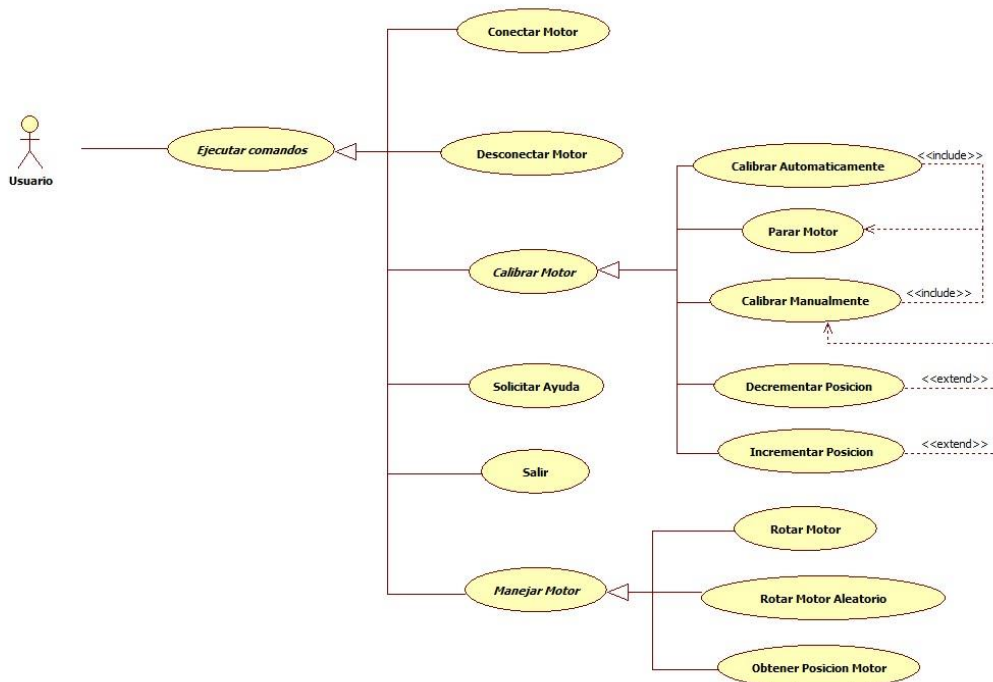 Conectar Motor
Usuario
Ejecutar comandos
Desconectar Motor
Calibrar Automaticamente
<<include>>
Parar Motor
Calibrar Motor
Calibrar Manualmente
<<include>>
Solicitar Ayuda
Decrementar Posicion
<<extend>>
Incrementar Posicion
<<extend>>
Salir
Rotar Motor
Manejar Motor
Rotar Motor Aleatorio
Obtener Posicion Motor